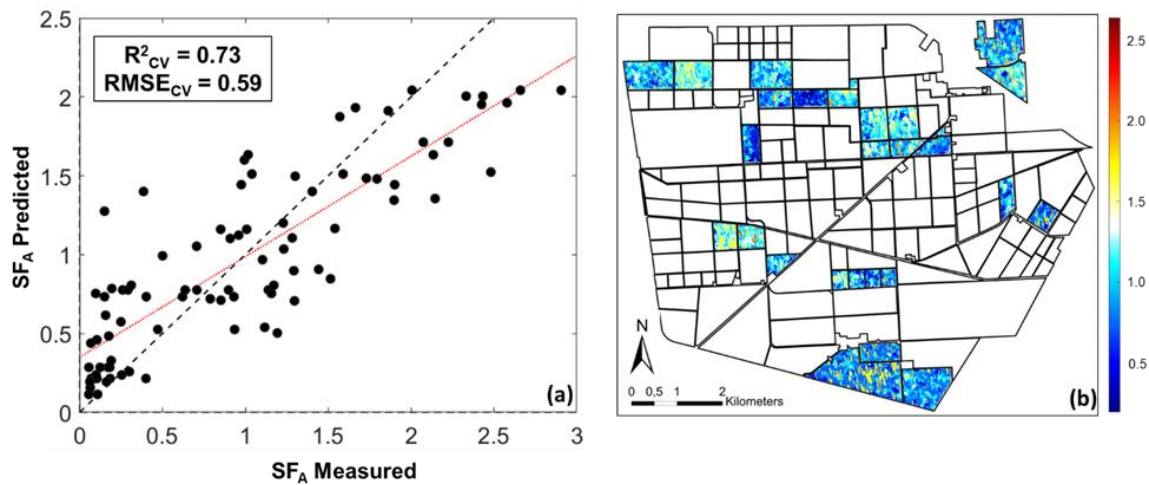 R²CV = 0.73
RMSECV = 0.59
2.5
2
1.5
1
0.5
0
0
0.5
1
1.5
2
2.5
3
SFA Predicted
SFA Measured
(a)
N
0 0,5 1 2
Kilometers
(b)
2.5
2.0
1.5
1.0
0.5